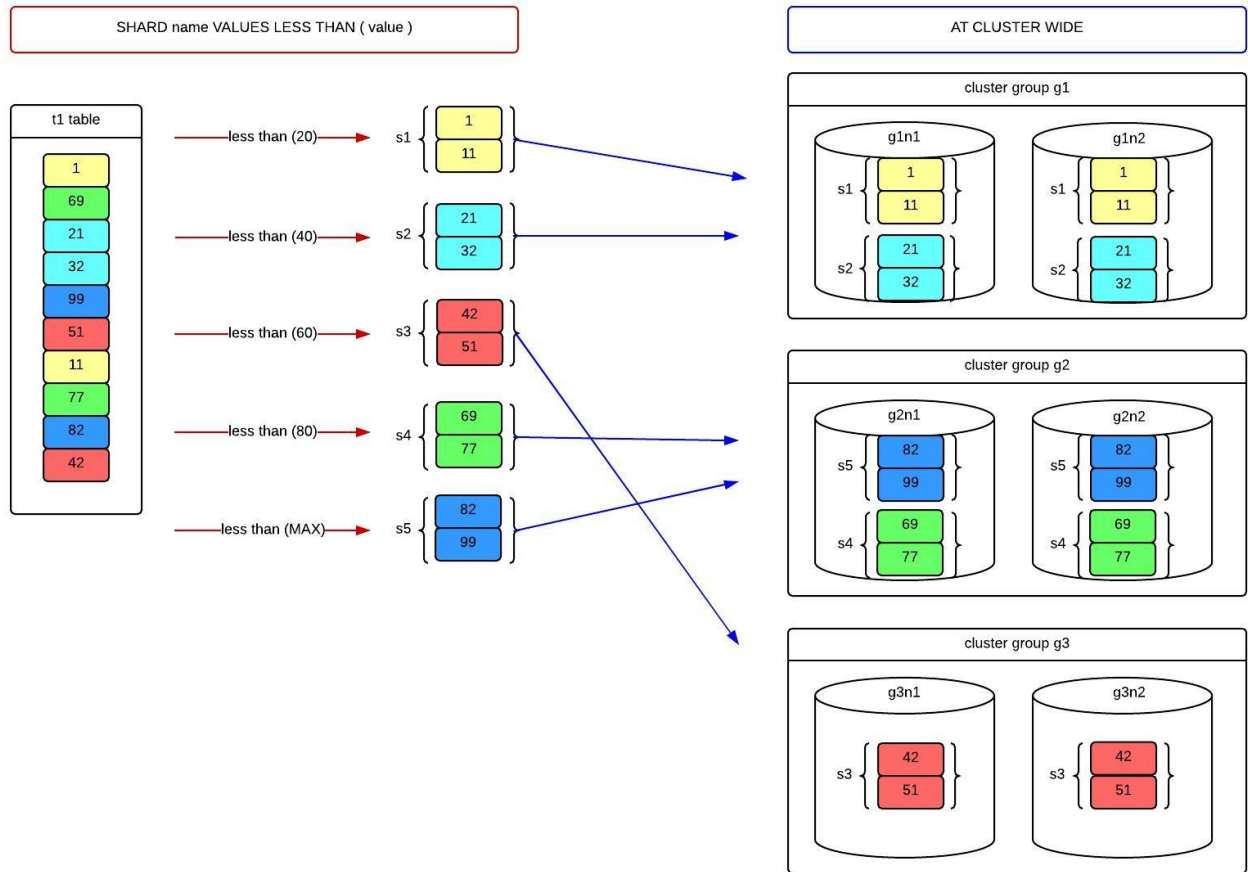 SHARD name VALUES LESS THAN ( value )
AT CLUSTER WIDE
t1 table
1
69
21
32
99
51
11
77
82
42
less than (20)
less than (40)
less than (60)
less than (80)
less than (MAX)
s1
1
11
s2
21
32
s3
42
51
s4
69
77
s5
82
99
cluster group g1
g1n1
s1
1
11
s2
21
32
g1n2
s1
1
11
s2
21
32
cluster group g2
g2n1
s5
82
99
s4
69
77
g2n2
s5
82
99
s4
69
77
cluster group g3
g3n1
s3
42
51
g3n2
s3
42
51